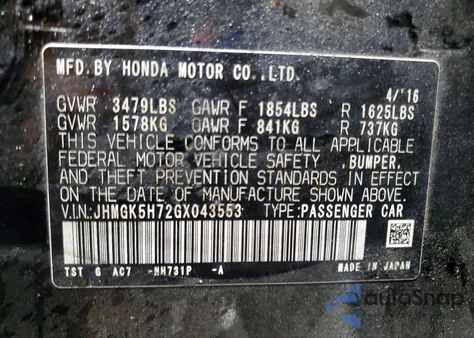 MFD.BY HONDA MOTOR CO.,LTD.
4/'16
GVWR 3479LBS GAWR F 1854LBS R 1625LBS
GVWR 1578KG GAWR F 841KG R 737KG
THIS VEHICLE CONFORMS TO ALL APPLICABLE
FEDERAL MOTOR VEHICLE SAFETY ,BUMPER,
AND THEFT PREVENTION STANDARDS IN EFFECT
ON THE DATE OF MANUFACTURE SHOWN ABOVE.
V.I.N:JHMGK5H72GX043553 TYPE:PASSENGER CAR
TST G AC7 -NH731P -A MADE IN JAPAN
autoSnap